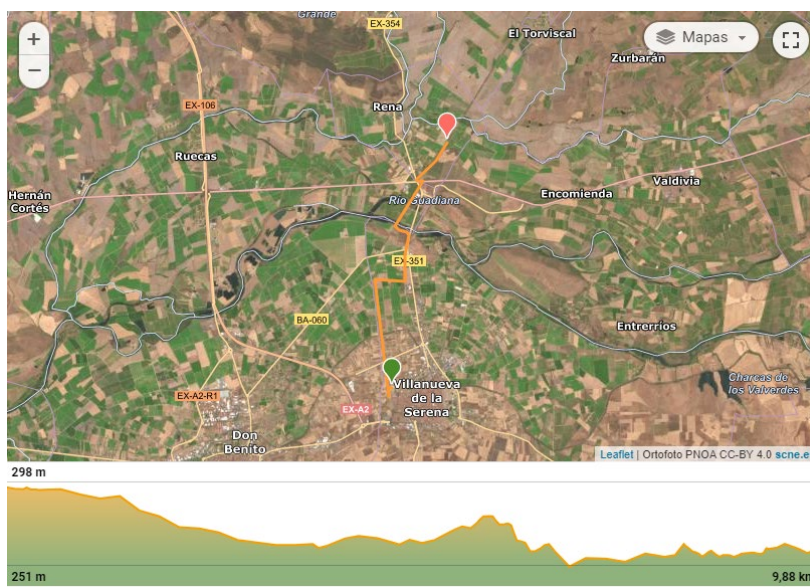 Grande
EX-354
El Torviscal
+
−
Mapas
Zurbarán
EX-106
Rena
Ruecas
Valdivia
Hernán
Cortés
Encomienda
Río Guadiana
EX-351
BA-060
Entrerríos
Villanueva
de la
Serena
Charcas de
los Valverdes
EX-A2-R1
EX-A2
Don
Benito
Leaflet | Ortofoto PNOA CC-BY 4.0 scne.e
298 m
251 m
9,88 km